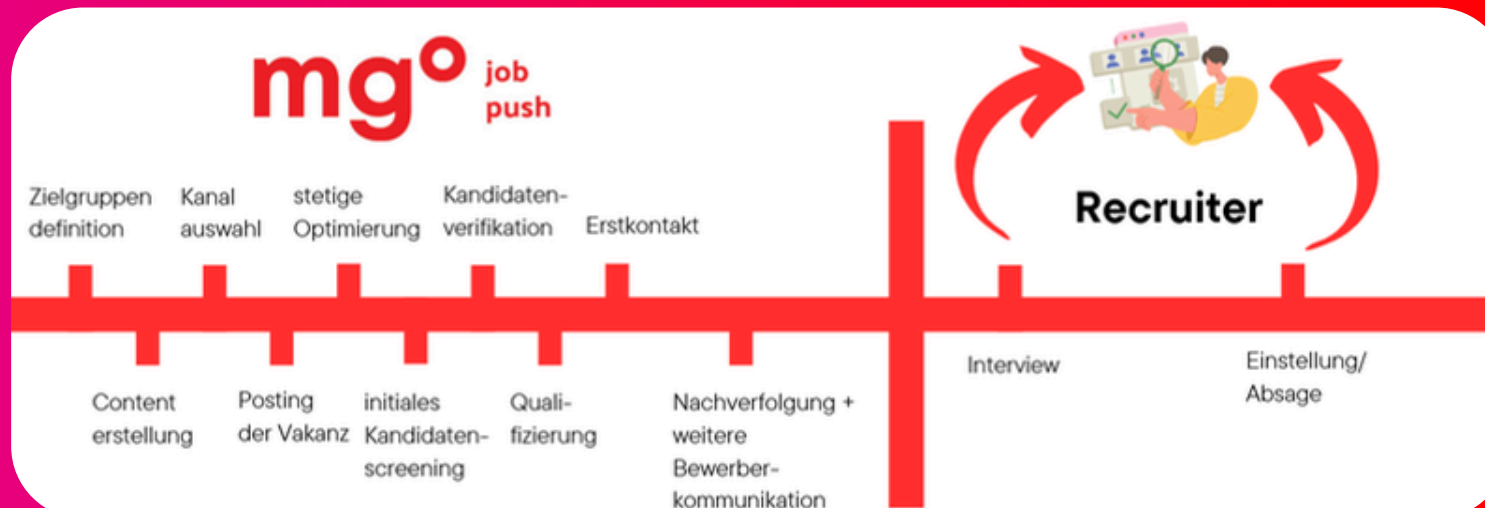 mgo job push
Recruiter
Zielgruppen
definition
Kanal
auswahl
stetige
Optimierung
Kandidaten-
verifikation
Erstkontakt
Content
erstellung
Posting
der Vakanz
initiales
Kandidaten-
screening
Quali-
fizierung
Nachverfolgung +
weitere
Bewerber-
kommunikation
Interview
Einstellung/
Absage